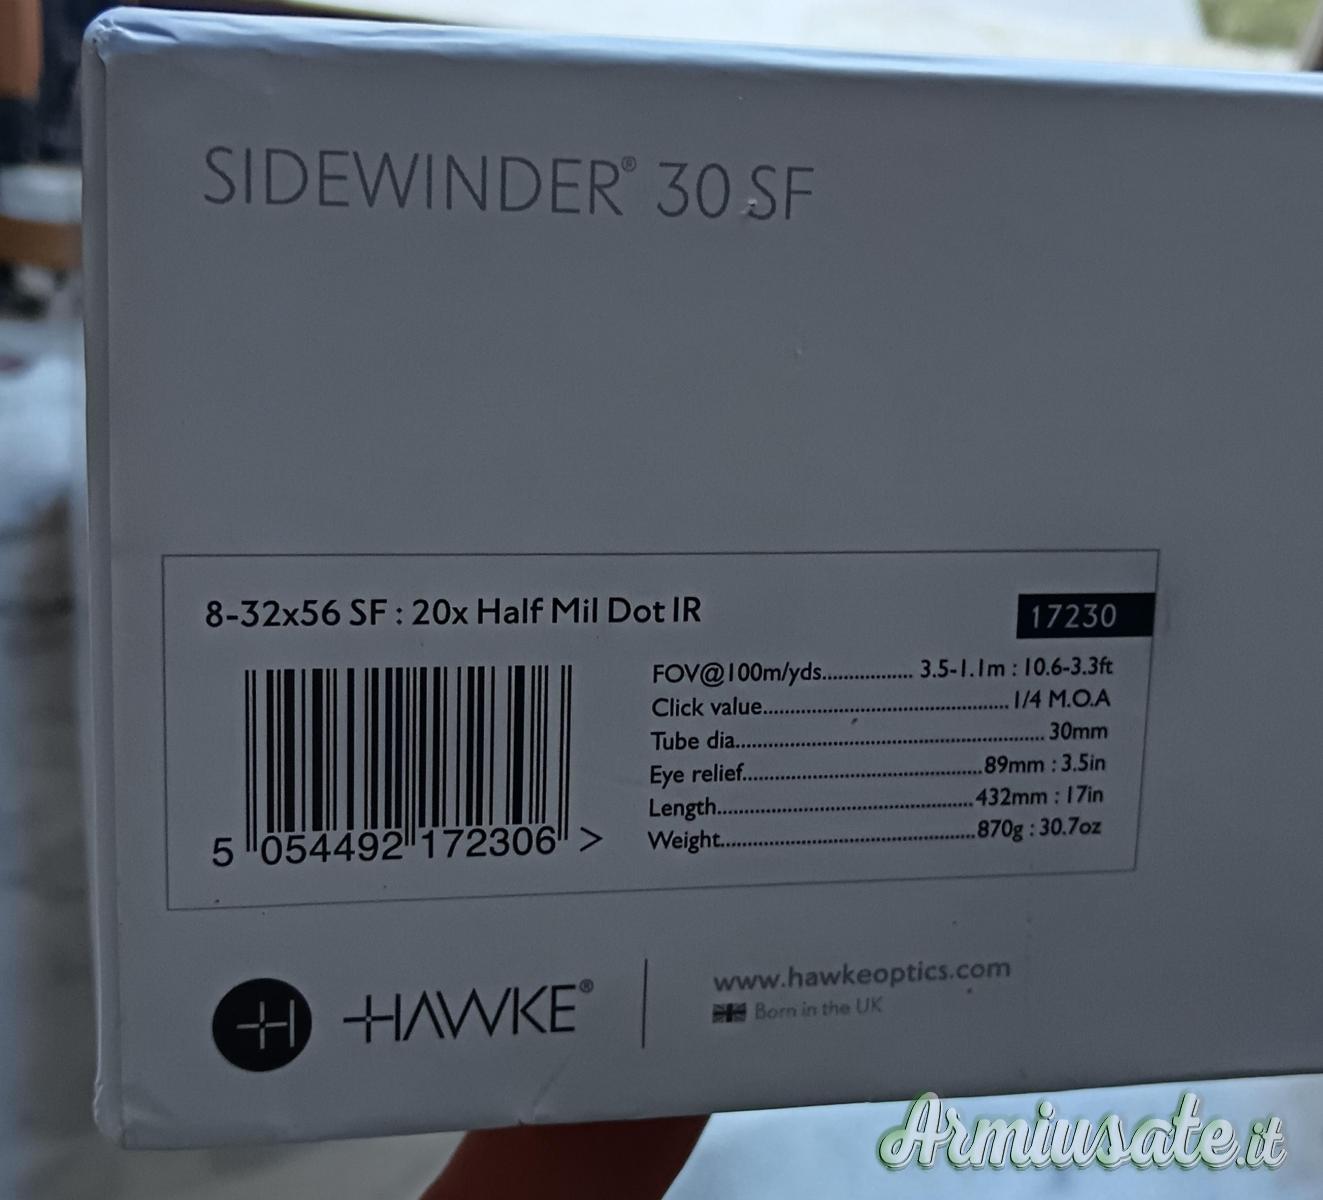 SIDEWINDER® 30 SF
8-32x56 SF : 20x Half Mil Dot IR
17230
FOV@100m/yds................ 3.5-1.1m : 10.6-3.3ft
Click value................................................ 1/4 M.O.A
Tube dia............................................................ 30mm
Eye relief..............................................89mm : 3.5in
Length.................................................432mm : 17in
Weight................................................870g : 30.7oz
5 054492 172306 >
HAWKE®
www.hawkeoptics.com
Born in the UK
Armiusate.it